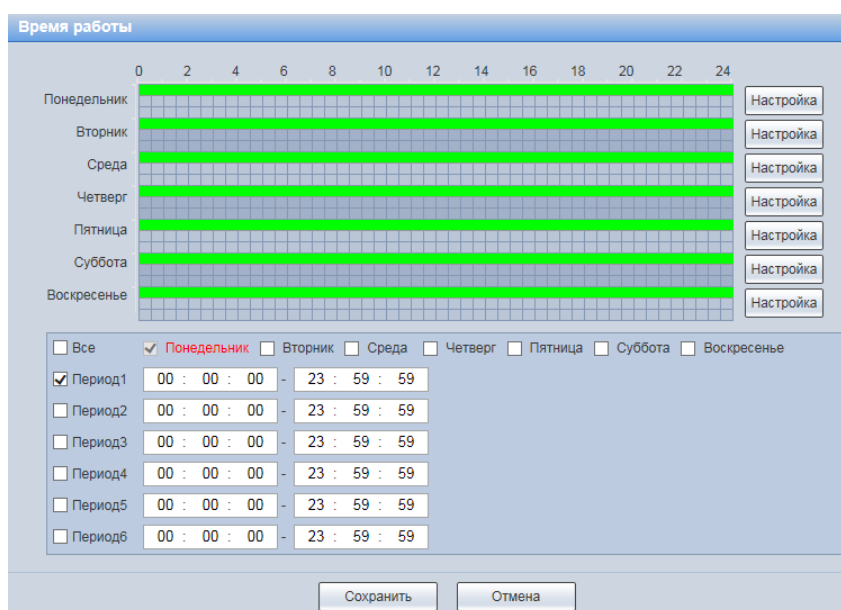 Время работы
0 2 4 6 8 10 12 14 16 18 20 22 24
Понедельник Настройка
Вторник Настройка
Среда Настройка
Четверг Настройка
Пятница Настройка
Суббота Настройка
Воскресенье Настройка
Все Понедельник Вторник Среда Четверг Пятница Суббота Воскресенье
Период1 00 : 00 : 00 - 23 : 59 : 59
Период2 00 : 00 : 00 - 23 : 59 : 59
Период3 00 : 00 : 00 - 23 : 59 : 59
Период4 00 : 00 : 00 - 23 : 59 : 59
Период5 00 : 00 : 00 - 23 : 59 : 59
Период6 00 : 00 : 00 - 23 : 59 : 59
Сохранить Отмена